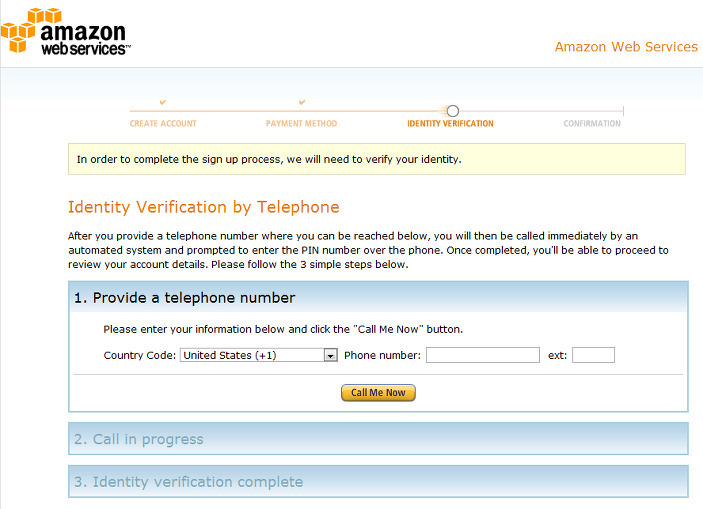 amazon
webservices™
Amazon Web Services
CREATE ACCOUNT PAYMENT METHOD IDENTITY VERIFICATION CONFIRMATION
In order to complete the sign up process, we will need to verify your identity.
Identity Verification by Telephone
After you provide a telephone number where you can be reached below, you will then be called immediately by an
automated system and prompted to enter the PIN number over the phone. Once completed, you'll be able to proceed to
review your account details. Please follow the 3 simple steps below.
1. Provide a telephone number
Please enter your information below and click the "Call Me Now" button.
Country Code: United States (+1) Phone number: ext:
Call Me Now
2. Call in progress
3. Identity verification complete